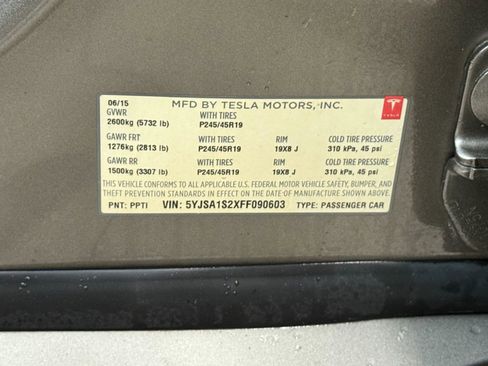 06/15 MFD BY TESLA MOTORS, INC.
GVWR WITH TIRES
2600kg (5732 lb) P245/45R19
TESLA
GAWR FRT WITH TIRES RIM COLD TIRE PRESSURE
1276kg (2813 lb) P245/45R19 19X8 J 310 kPa, 45 psi
GAWR RR WITH TIRES RIM COLD TIRE PRESSURE
1500kg (3307 lb) P245/45R19 19X8 J 310 kPa, 45 psi
THIS VEHICLE CONFORMS TO ALL APPLICABLE U.S. FEDERAL MOTOR VEHICLE SAFETY, BUMPER, AND
THEFT PREVENTION STANDARDS IN EFFECT ON THE DATE OF MANUFACTURE SHOWN ABOVE.
PNT: PPTI VIN: 5YJSA1S2XFF090603 TYPE: PASSENGER CAR